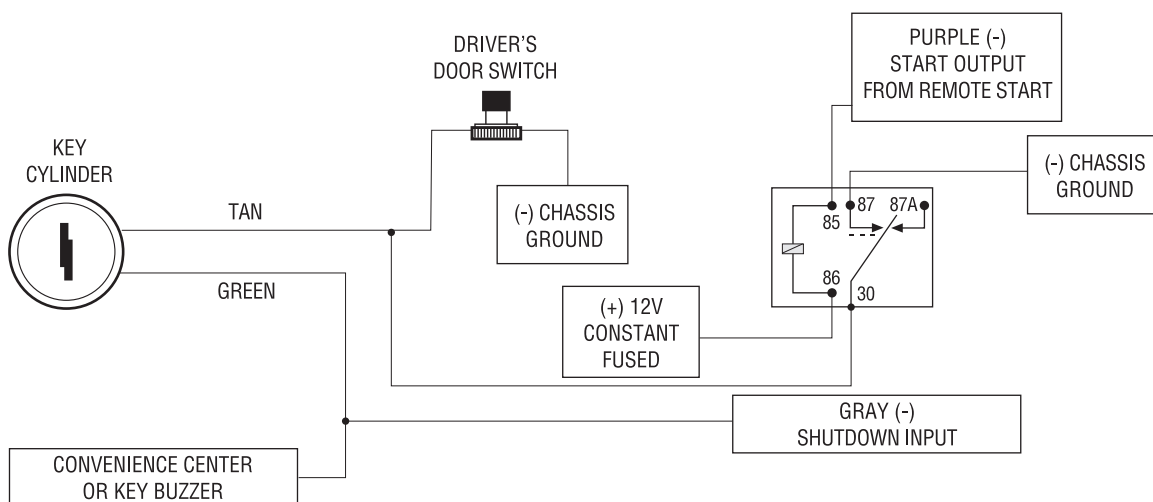 DRIVER'S
DOOR SWITCH
PURPLE (-)
START OUTPUT
FROM REMOTE START
KEY
CYLINDER
(-) CHASSIS
GROUND
TAN
(-) CHASSIS
GROUND
87
87A
85
GREEN
86
30
(+) 12V
CONSTANT
FUSED
GRAY (-)
SHUTDOWN INPUT
CONVENIENCE CENTER
OR KEY BUZZER